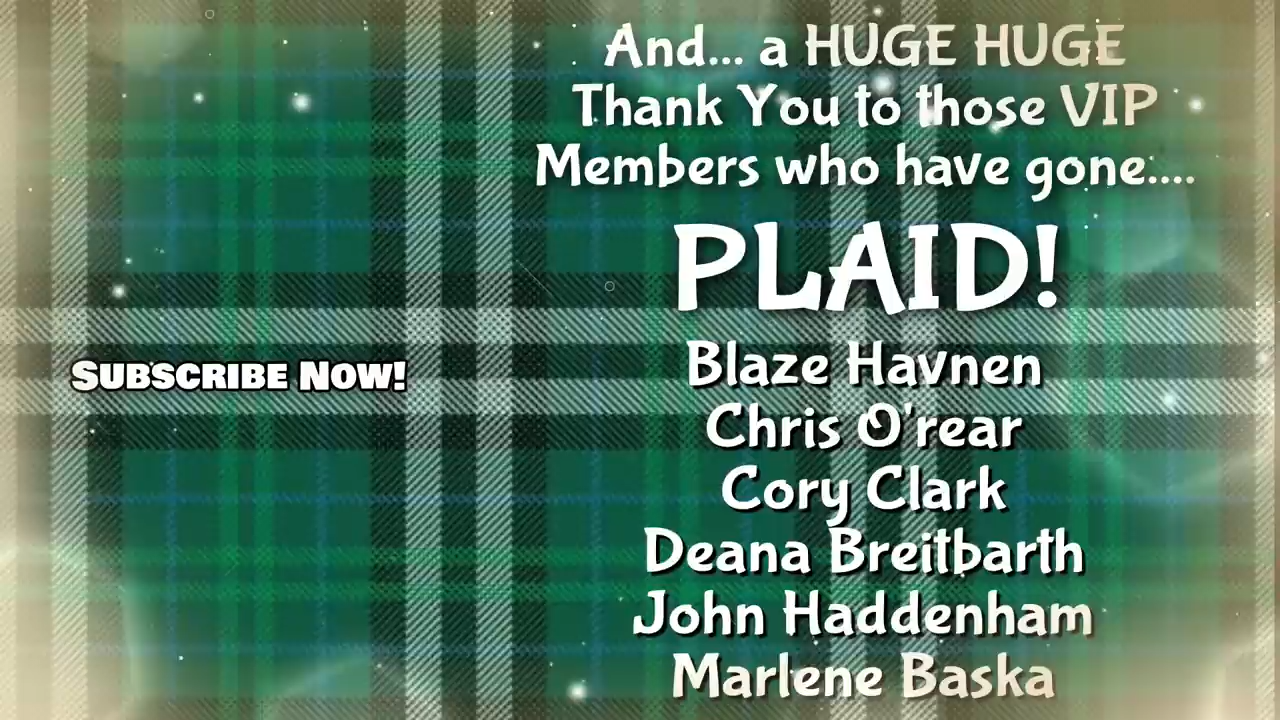 And... a HUGE HUGE
Thank You to those VIP
Members who have gone....
PLAID!
Subscribe Now!
Blaze Havnen
Chris O'rear
Cory Clark
Deana Breitbarth
John Haddenham
Marlene Baska